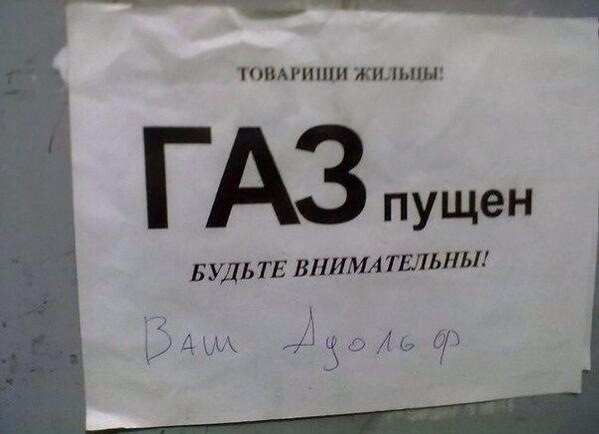 ТОВАРИЩИ ЖИЛЬЦЫ!
ГАЗ пущен
БУДЬТЕ ВНИМАТЕЛЬНЫ!
Ваш Адольф